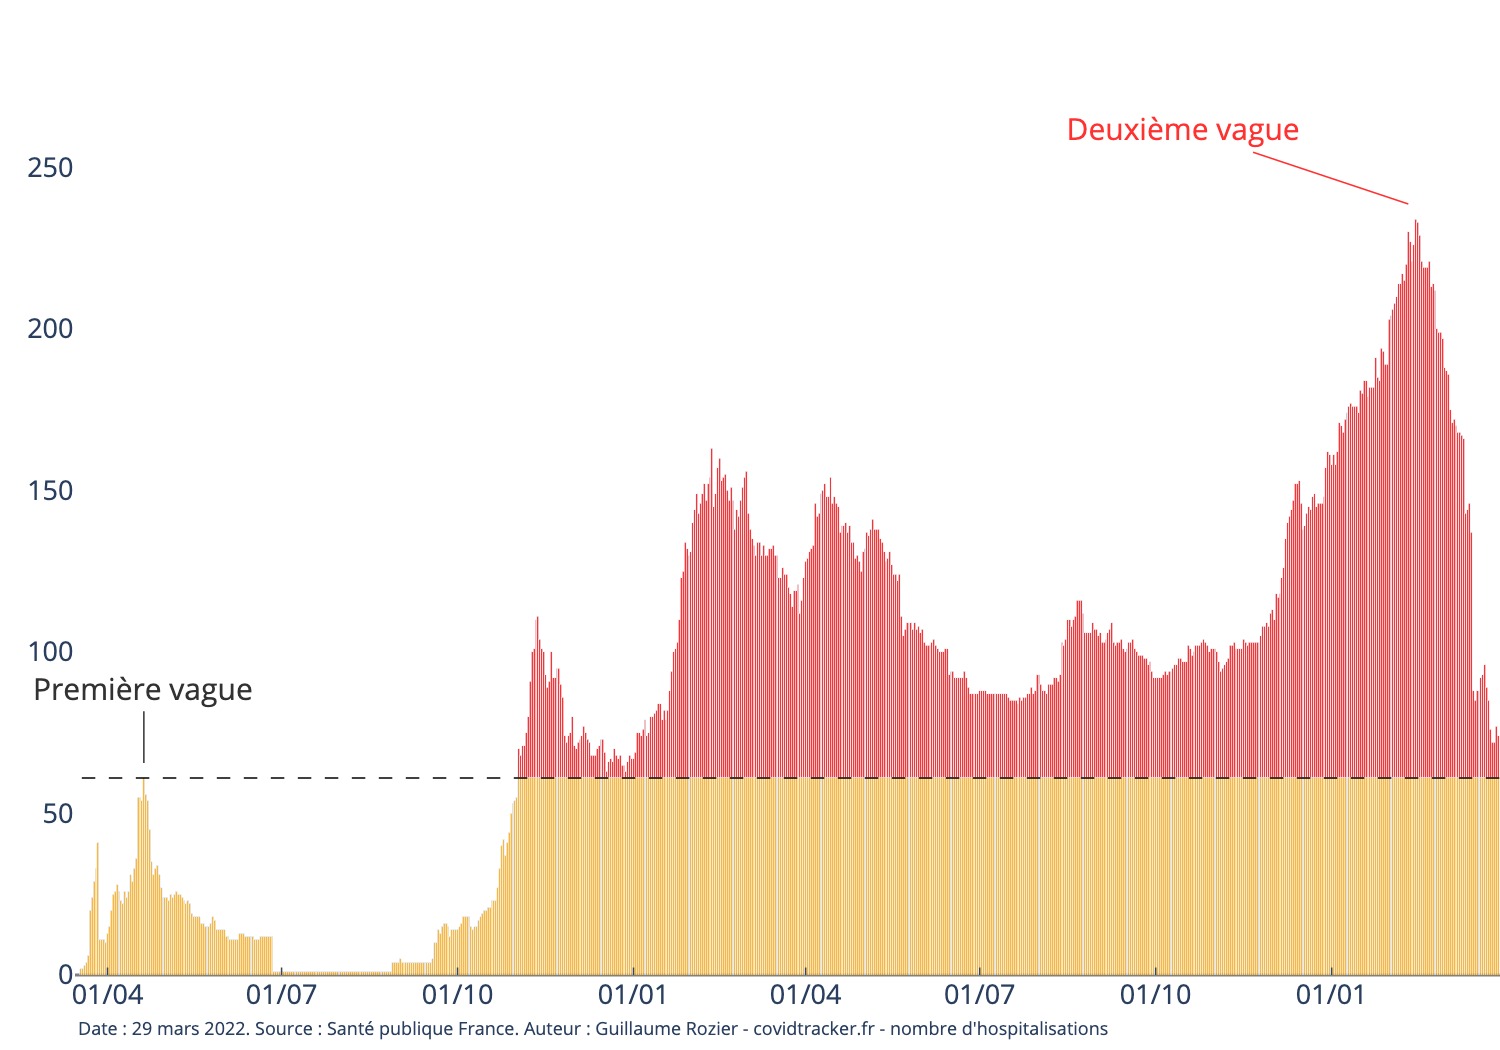 Deuxième vague
250
200
150
100
Première vague
50
0
01/04 01/07 01/10 01/01 01/04 01/07 01/10 01/01
Date : 29 mars 2022. Source : Santé publique France. Auteur : Guillaume Rozier - covidtracker.fr - nombre d'hospitalisations